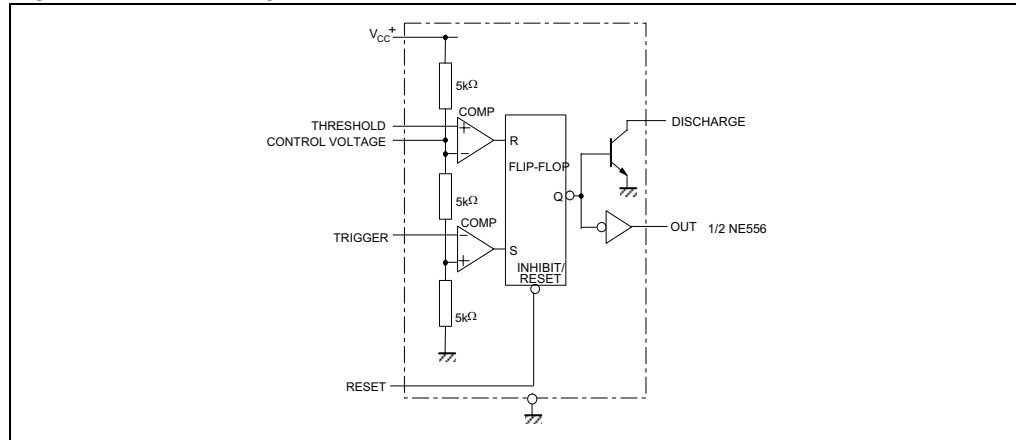 VCC+
5kΩ
COMP
THRESHOLD
+
R
DISCHARGE
CONTROL VOLTAGE
−
FLIP-FLOP
5kΩ
Q
COMP
TRIGGER
−
S
OUT 1/2 NE556
+
INHIBIT/
RESET
5kΩ
RESET